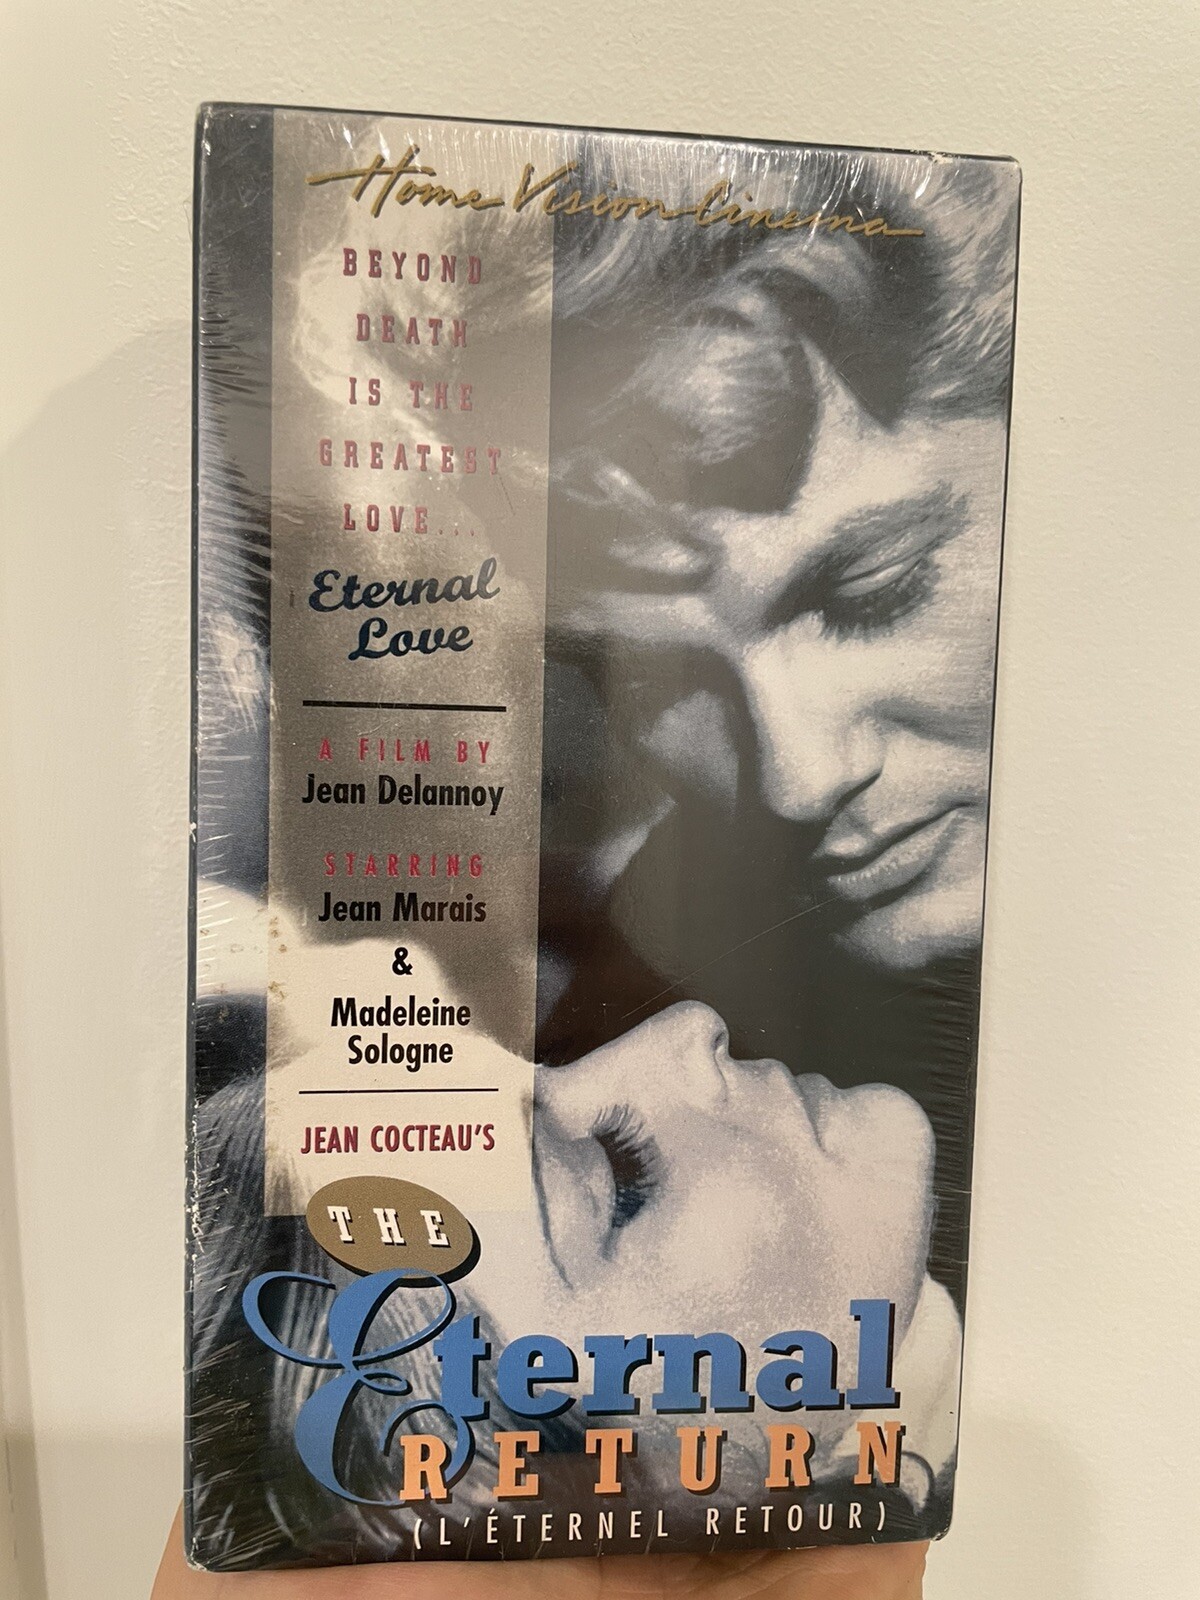 Home Vision Cinema
BEYOND
DEATH
IS THE
GREATEST
LOVE...
Eternal
Love
A FILM BY
Jean Delannoy
STARRING
Jean Marais
&
Madeleine
Sologne
JEAN COCTEAU'S
THE
Eternal
RETURN
(L'ÉTERNEL RETOUR)